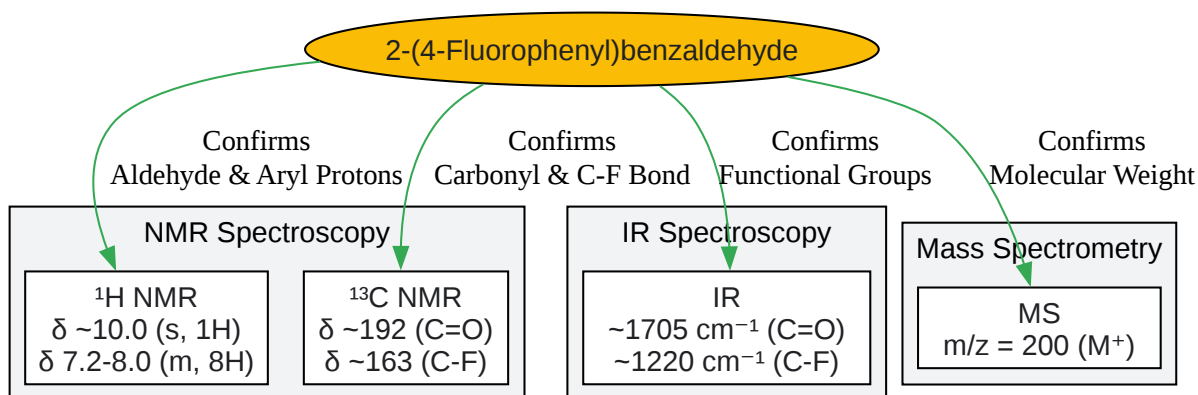 2-(4-Fluorophenyl)benzaldehyde
Confirms
Aldehyde & Aryl Protons
Confirms
Carbonyl & C-F Bond
Confirms
Functional Groups
Confirms
Molecular Weight
NMR Spectroscopy
¹H NMR
δ ~10.0 (s, 1H)
δ 7.2-8.0 (m, 8H)
¹³C NMR
δ ~192 (C=O)
δ ~163 (C-F)
IR Spectroscopy
IR
~1705 cm⁻¹ (C=O)
~1220 cm⁻¹ (C-F)
Mass Spectrometry
MS
m/z = 200 (M⁺)